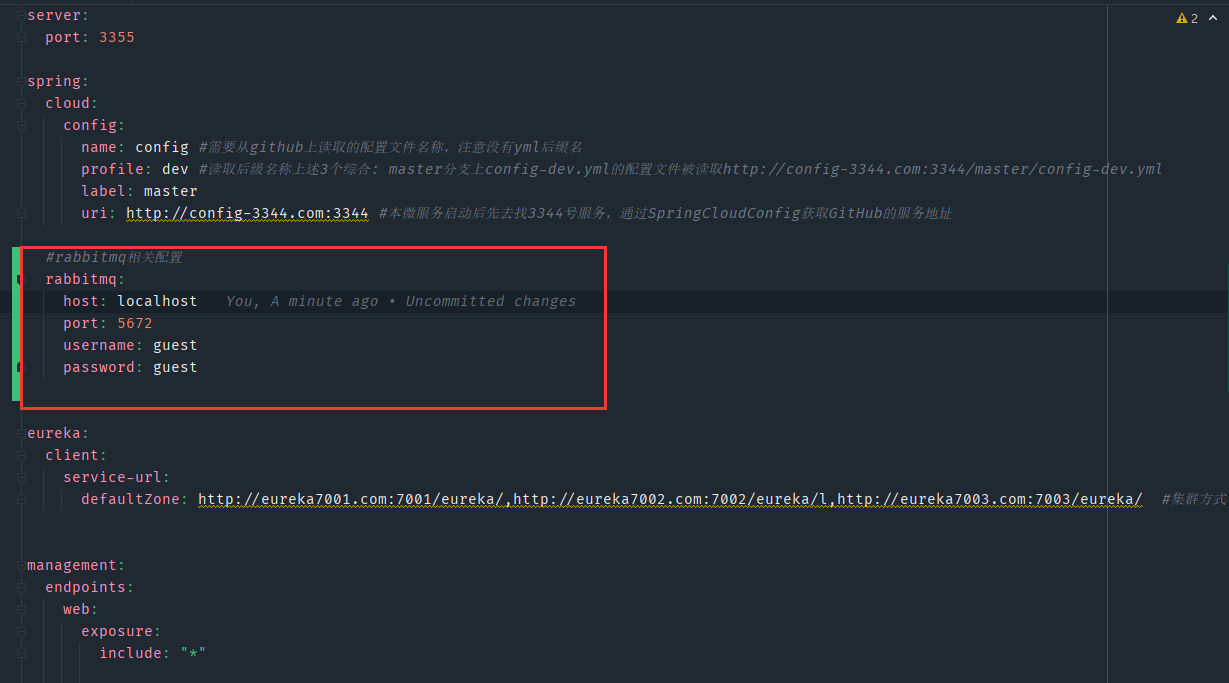 server:
port: 3355
2
spring:
cloud:
config:
name: config #需要从github上读取的配置文件名称，注意没有yml后缀名
profile: dev #读取后级名称上述3个综合: master分支上config-dev.yml的配置文件被读取http://config-3344.com:3344/master/config-dev.yml
label: master
uri: http://config-3344.com:3344 #本微服务启动后先去找3344号服务，通过SpringCloudConfig获取GitHub的服务地址
#rabbitmq相关配置
rabbitmq:
host: localhost You, A minute ago • Uncommitted changes
port: 5672
username: guest
password: guest
eureka:
client:
service-url:
defaultZone: http://eureka7001.com:7001/eureka/,http://eureka7002.com:7002/eureka/l,http://eureka7003.com:7003/eureka/ #集群方式
management:
endpoints:
web:
exposure:
include: "*"